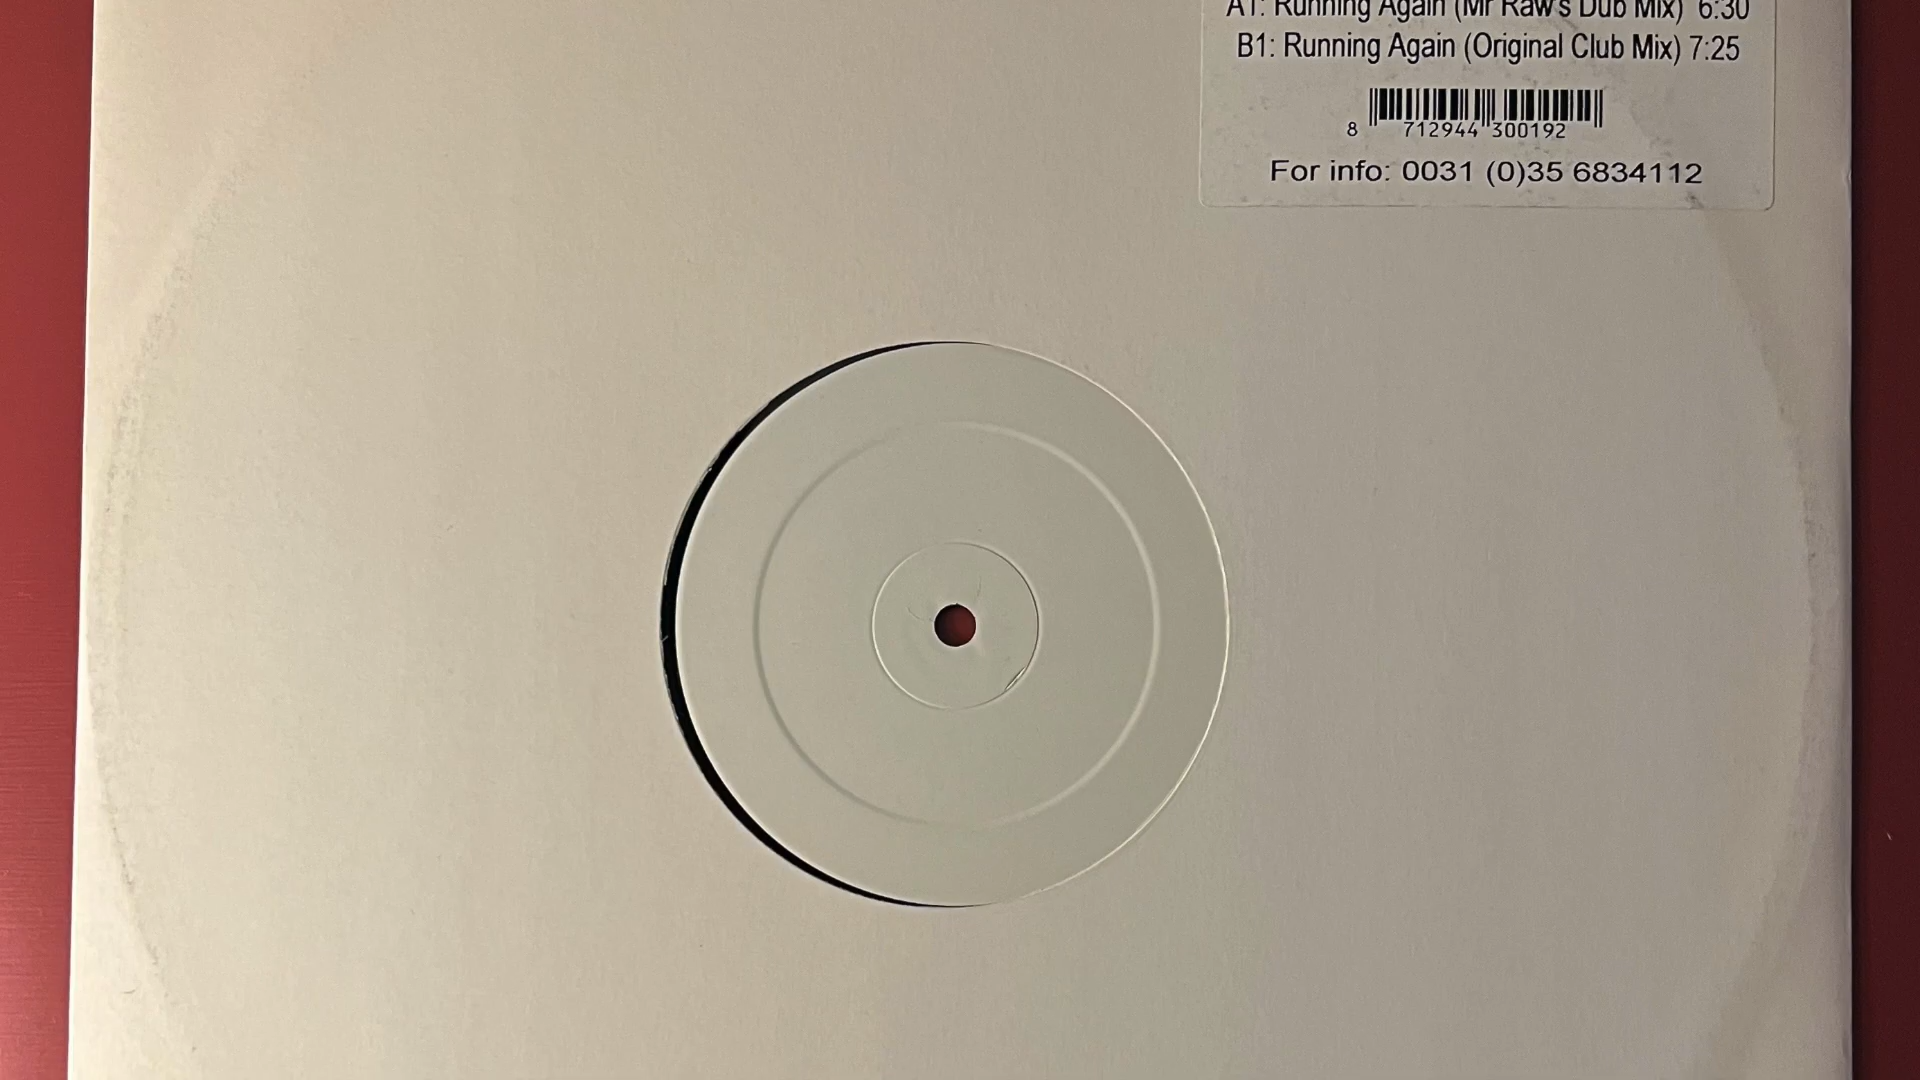 A1: Running Again (Mr Raw's Dub Mix) 6:30
B1: Running Again (Original Club Mix) 7:25
8 712944 300192
For info: 0031 (0)35 6834112